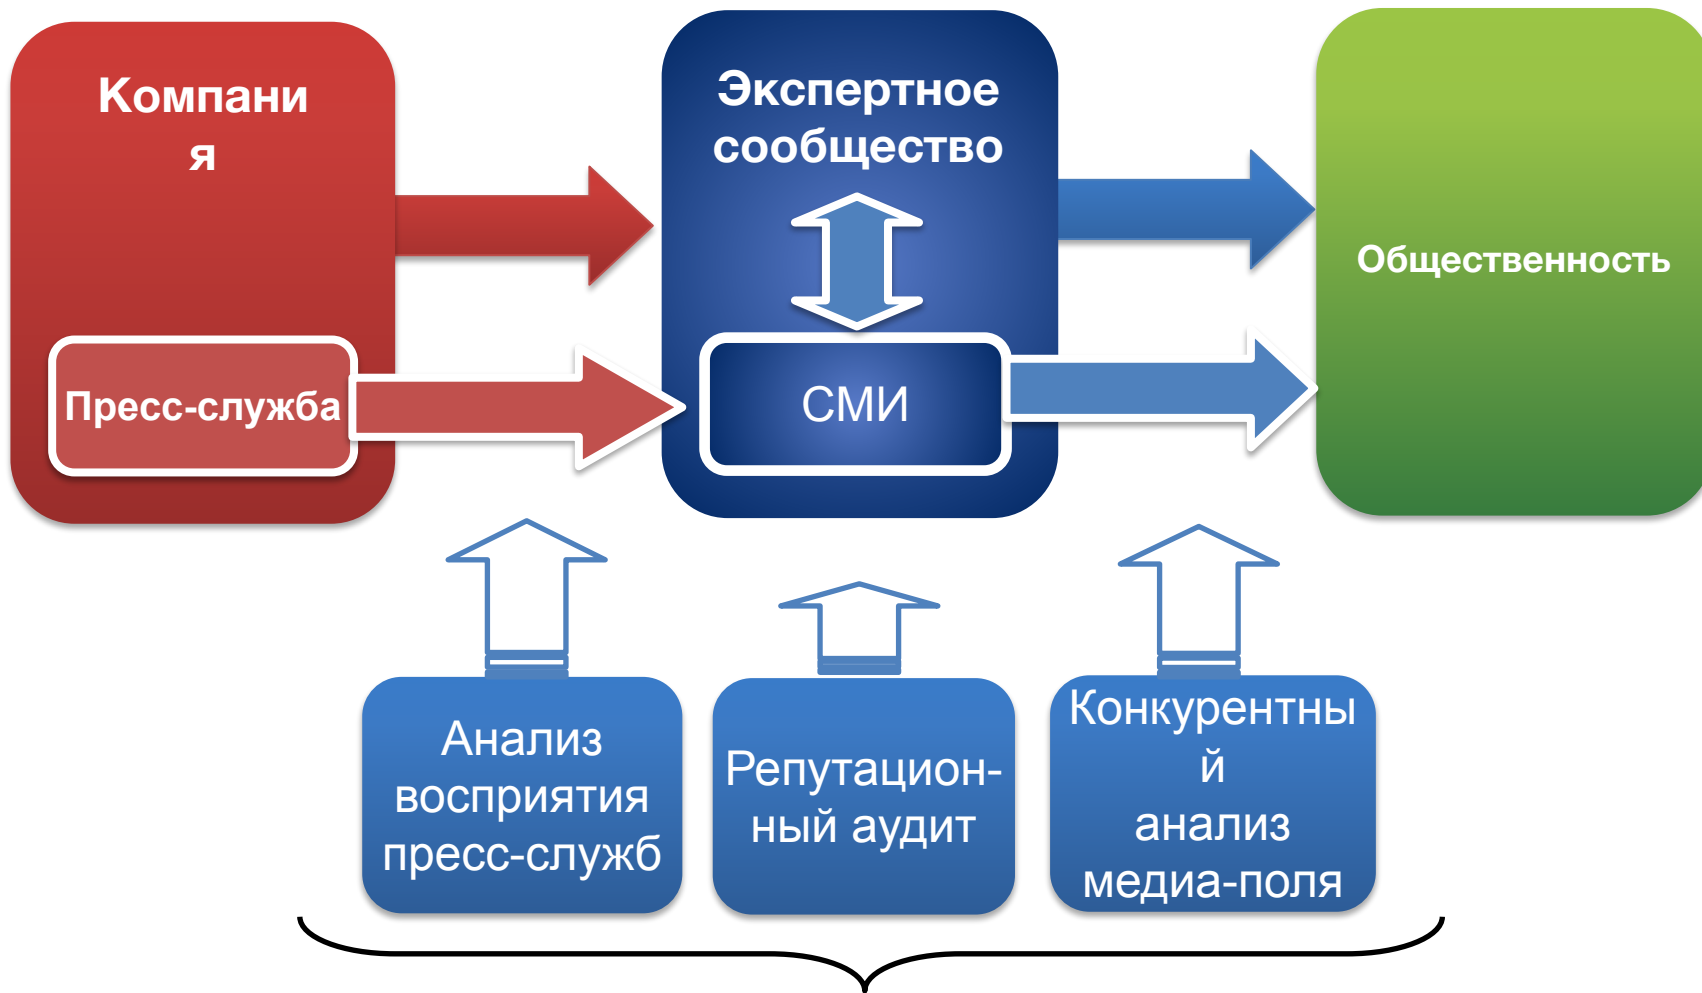 Компани
я
Пресс-служба
Экспертное
сообщество
СМИ
Общественность
Анализ
восприятия
пресс-служб
Репутацион-
ный аудит
Конкурентны
й
анализ
медиа-поля